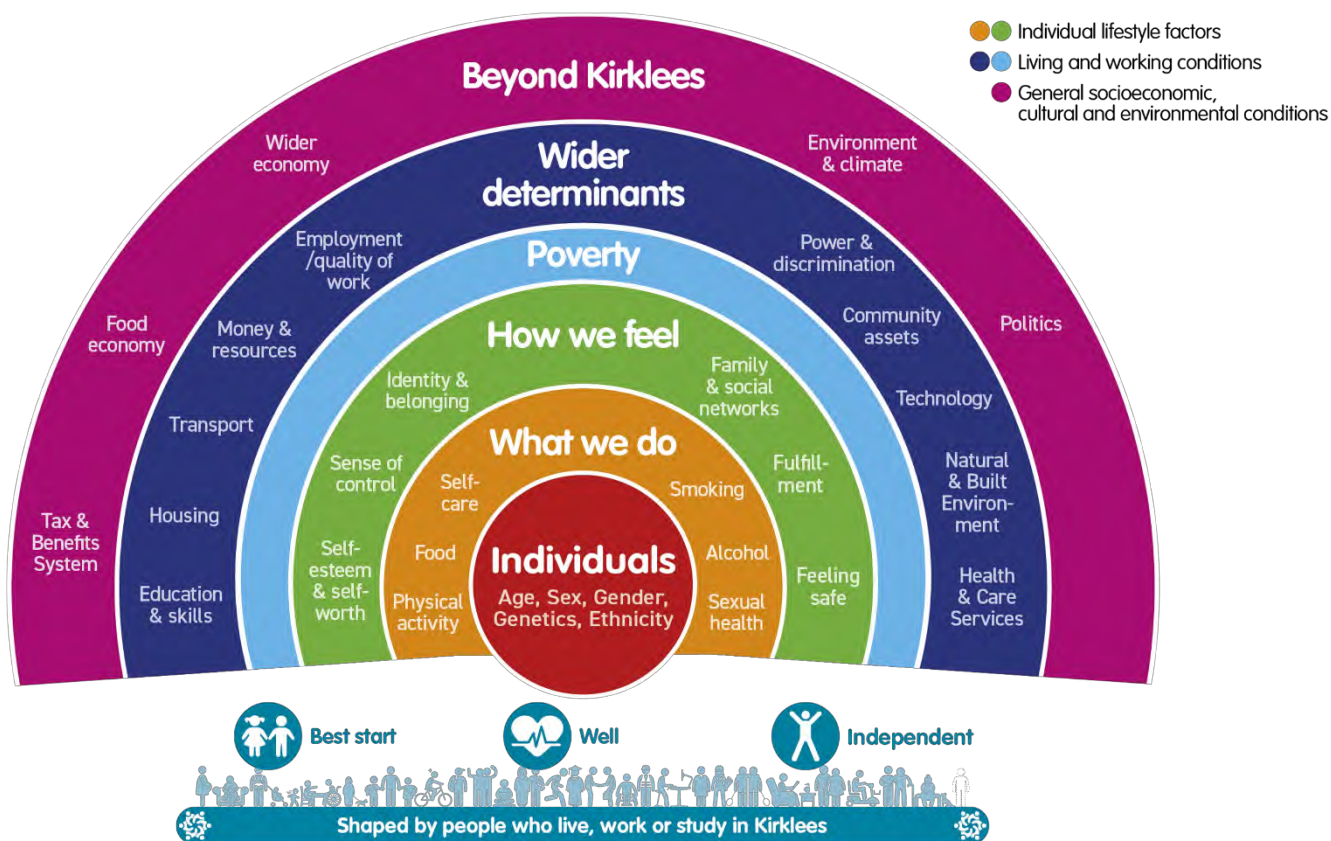 Individual lifestyle factors
Living and working conditions
General socioeconomic,
cultural and environmental conditions
Beyond Kirklees
Wider
economy
Environment
& climate
Food
economy
Politics
Tax &
Benefits
System
Wider
determinants
Employment
/quality of
work
Power &
discrimination
Money &
resources
Community
assets
Transport
Technology
Housing
Natural
& Built
Environ-
ment
Education
& skills
Health
& Care
Services
Poverty
How we feel
Identity &
belonging
Family
& social
networks
Sense of
control
Fulfill-
ment
Self-
esteem
& self-
worth
Feeling
safe
What we do
Self-
care
Smoking
Food
Alcohol
Physical
activity
Sexual
health
Individuals
Age, Sex, Gender,
Genetics, Ethnicity
Best start
Well
Independent
Shaped by people who live, work or study in Kirklees